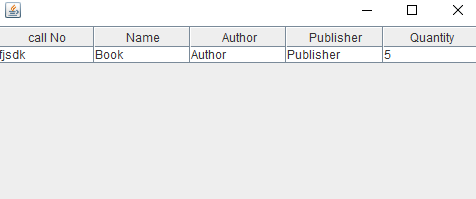 call No Name Author Publisher Quantity
fjsdk Book Author Publisher 5